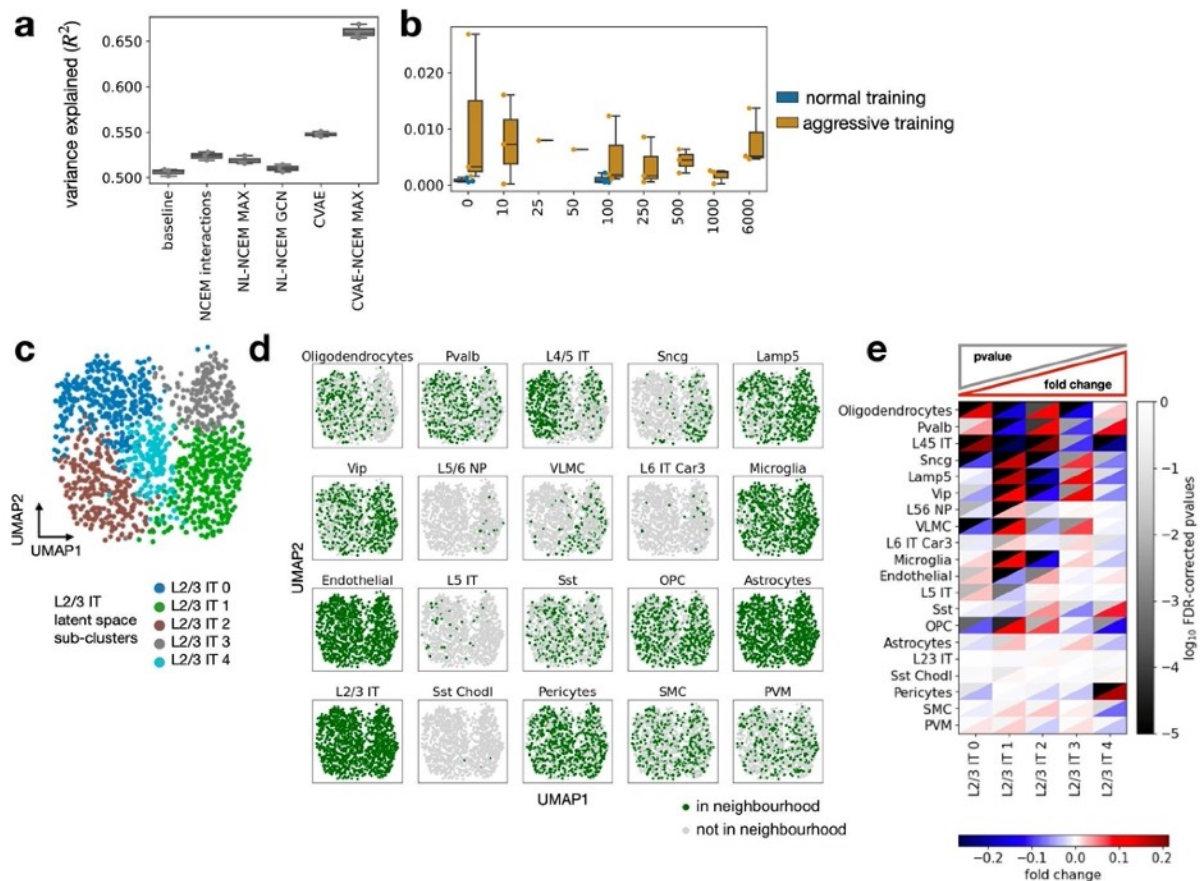 a
variance explained (R²)
0.650
0.600
0.550
0.500
baseline
NCEM interactions
NL-NCEM MAX
NL-NCEM GCN
CVAE
CVAE-NCEM MAX
b
0.020
0.010
0.000
0
10
25
50
100
250
500
1000
6000
normal training
aggressive training
c
UMAP2
UMAP1
L2/3 IT
latent space
sub-clusters
L2/3 IT 0
L2/3 IT 1
L2/3 IT 2
L2/3 IT 3
L2/3 IT 4
d
Oligodendrocytes Pvalb L4/5 IT Sncg Lamp5
Vip L5/6 NP VLMC L6 IT Car3 Microglia
Endothelial L5 IT Sst OPC Astrocytes
L2/3 IT Sst Chodl Pericytes SMC PVM
UMAP2
UMAP1
in neighbourhood
not in neighbourhood
e
pvalue
fold change
Oligodendrocytes
Pvalb
L45 IT
Sncg
Lamp5
Vip
L56 NP
VLMC
L6 IT Car3
Microglia
Endothelial
L5 IT
Sst
OPC
Astrocytes
L23 IT
Sst Chodl
Pericytes
SMC
PVM
L2/3 IT 0
L2/3 IT 1
L2/3 IT 2
L2/3 IT 3
L2/3 IT 4
0
−1
−2
−3
−4
−5
log₁₀ FDR-corrected pvalues
−0.2 −0.1 0.0 0.1 0.2
fold change